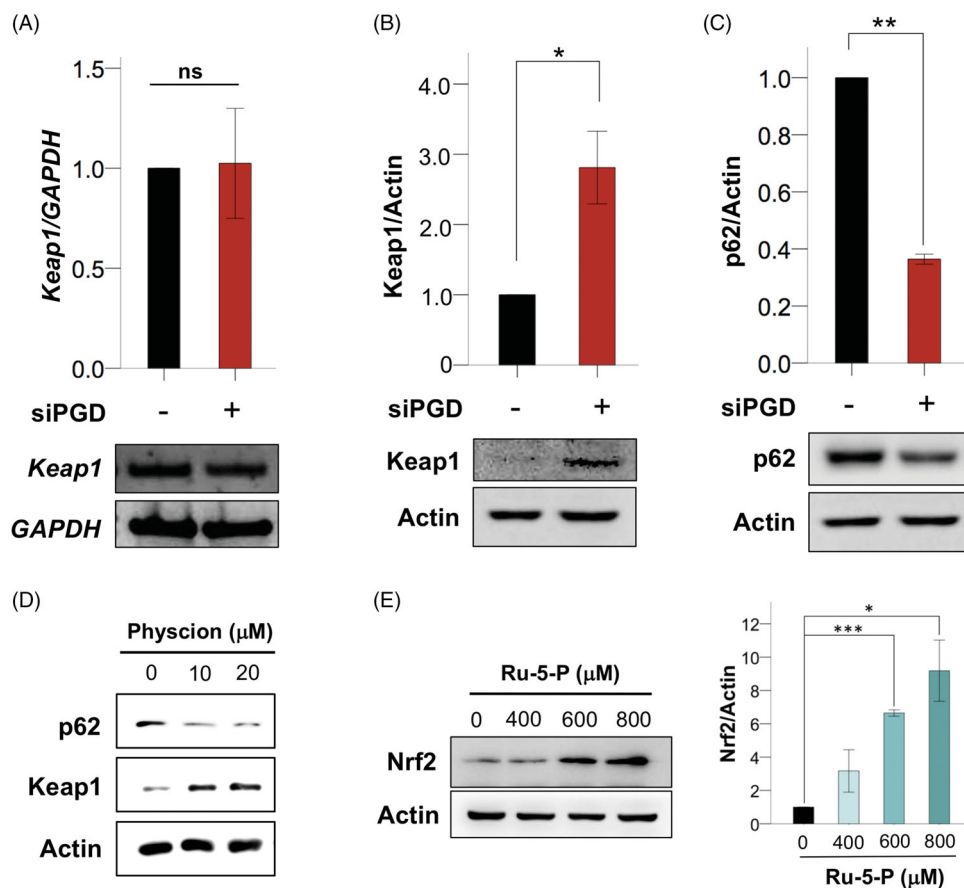 (A)
1.5
1.0
0.5
0.0
Keap1/GAPDH
ns
siPGD - +
Keap1
GAPDH
(B)
4.0
3.0
2.0
1.0
0
Keap1/Actin
*
siPGD - +
Keap1
Actin
(C)
1.0
0.8
0.6
0.4
0.2
0.0
p62/Actin
**
siPGD - +
p62
Actin
(D)
Physcion (μM)
0 10 20
p62
Keap1
Actin
(E)
Ru-5-P (μM)
0 400 600 800
Nrf2
Actin
12
10
8
6
4
2
0
Nrf2/Actin
*
***
0 400 600 800
Ru-5-P (μM)